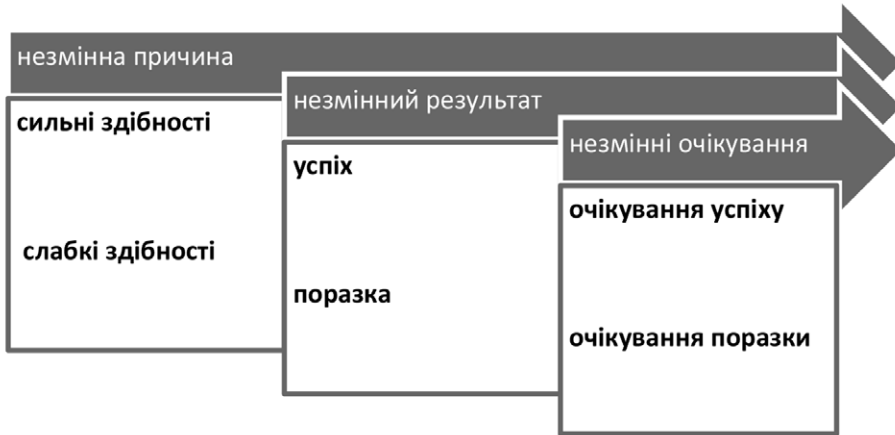 незмінна причина
сильні здібності
слабкі здібності
незмінний результат
успіх
поразка
незмінні очікування
очікування успіху
очікування поразки